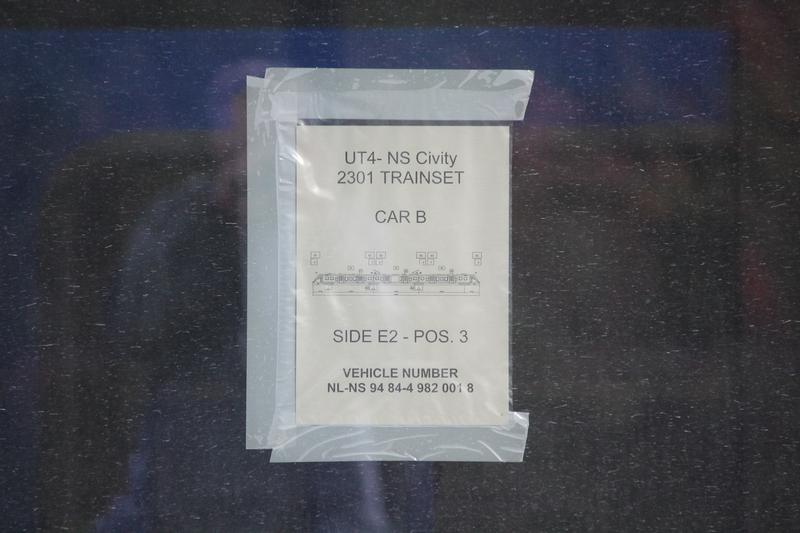 UT4- NS Civity
2301 TRAINSET
CAR B
SIDE E2 - POS. 3
VEHICLE NUMBER
NL-NS 94 84-4 982 001 8